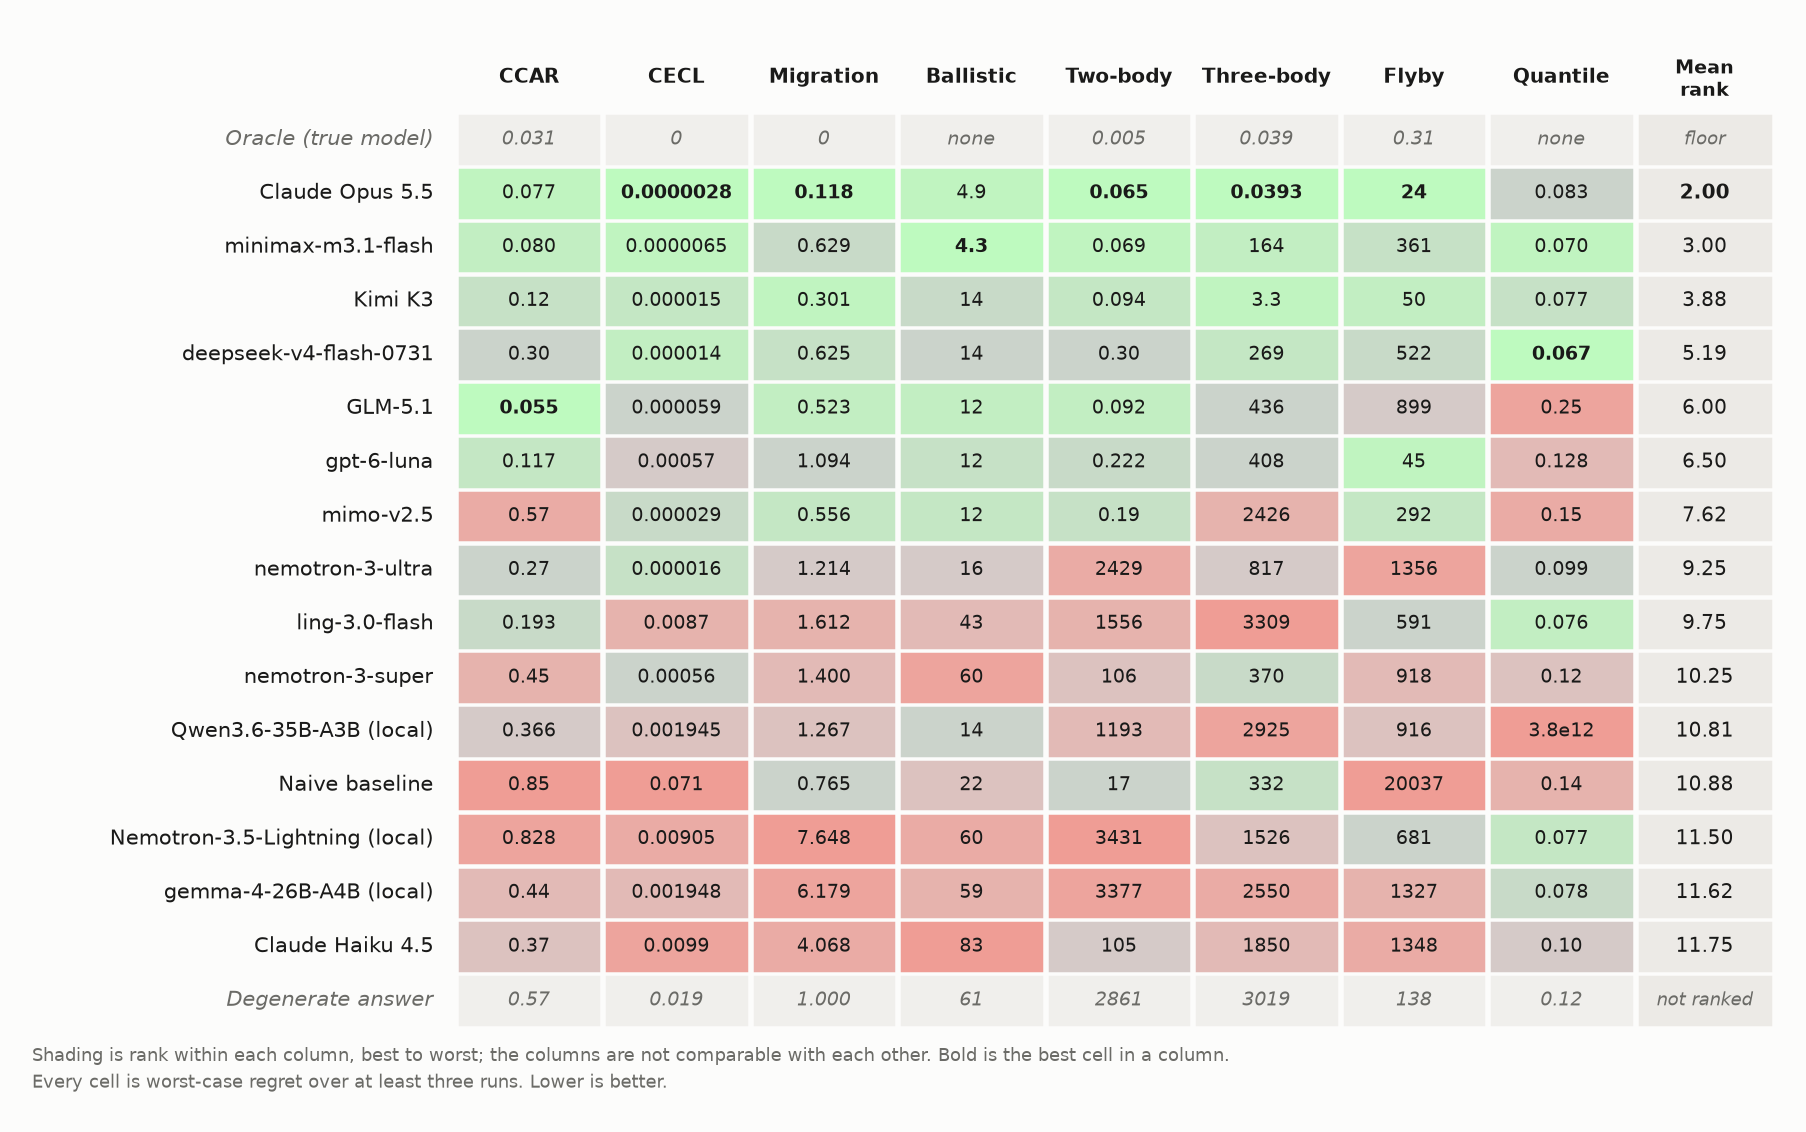 CCAR CECL Migration Ballistic Two-body Three-body Flyby Quantile Mean rank
Oracle (true model) 0.031 0 0 none 0.005 0.039 0.31 none floor
Claude Opus 5.5 0.077 0.0000028 0.118 4.9 0.065 0.0393 24 0.083 2.00
minimax-m3.1-flash 0.080 0.0000065 0.629 4.3 0.069 164 361 0.070 3.00
Kimi K3 0.12 0.000015 0.301 14 0.094 3.3 50 0.077 3.88
deepseek-v4-flash-0731 0.30 0.000014 0.625 14 0.30 269 522 0.067 5.19
GLM-5.1 0.055 0.000059 0.523 12 0.092 436 899 0.25 6.00
gpt-6-luna 0.117 0.00057 1.094 12 0.222 408 45 0.128 6.50
mimo-v2.5 0.57 0.000029 0.556 12 0.19 2426 292 0.15 7.62
nemotron-3-ultra 0.27 0.000016 1.214 16 2429 817 1356 0.099 9.25
ling-3.0-flash 0.193 0.0087 1.612 43 1556 3309 591 0.076 9.75
nemotron-3-super 0.45 0.00056 1.400 60 106 370 918 0.12 10.25
Qwen3.6-35B-A3B (local) 0.366 0.001945 1.267 14 1193 2925 916 3.8e12 10.81
Naive baseline 0.85 0.071 0.765 22 17 332 20037 0.14 10.88
Nemotron-3.5-Lightning (local) 0.828 0.00905 7.648 60 3431 1526 681 0.077 11.50
gemma-4-26B-A4B (local) 0.44 0.001948 6.179 59 3377 2550 1327 0.078 11.62
Claude Haiku 4.5 0.37 0.0099 4.068 83 105 1850 1348 0.10 11.75
Degenerate answer 0.57 0.019 1.000 61 2861 3019 138 0.12 not ranked
Shading is rank within each column, best to worst; the columns are not comparable with each other. Bold is the best cell in a column.
Every cell is worst-case regret over at least three runs. Lower is better.